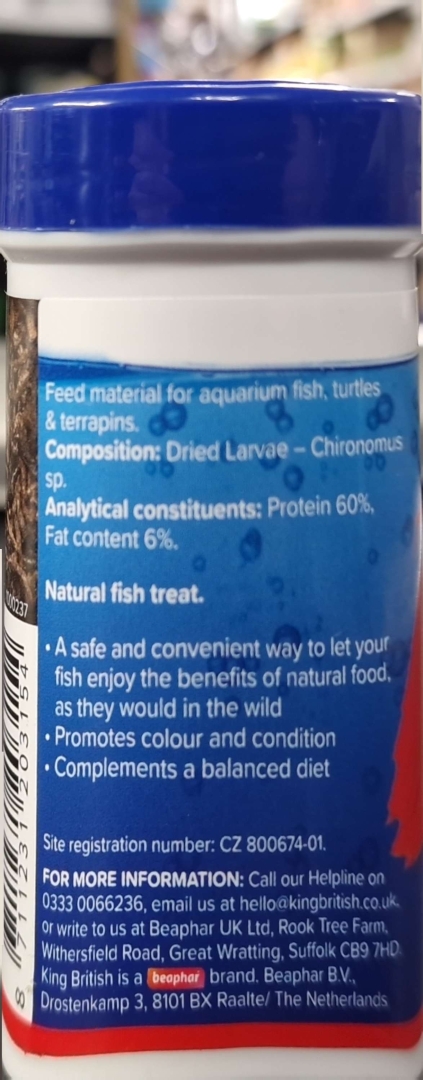 Feed material for aquarium fish, turtles
& terrapins.
Composition: Dried Larvae – Chironomus
sp.
Analytical constituents: Protein 60%,
Fat content 6%.
Natural fish treat.
• A safe and convenient way to let your
fish enjoy the benefits of natural food,
as they would in the wild
• Promotes colour and condition
• Complements a balanced diet
Site registration number: CZ 800674-01.
FOR MORE INFORMATION: Call our Helpline on
0333 0066236, email us at hello@kingbritish.co.uk,
or write to us at Beaphar UK Ltd, Rook Tree Farm,
Withersfield Road, Great Wratting, Suffolk CB9 7HD.
King British is a beaphar brand. Beaphar B.V.,
Drostenkamp 3, 8101 BX Raalte/ The Netherlands
8 711231 203154